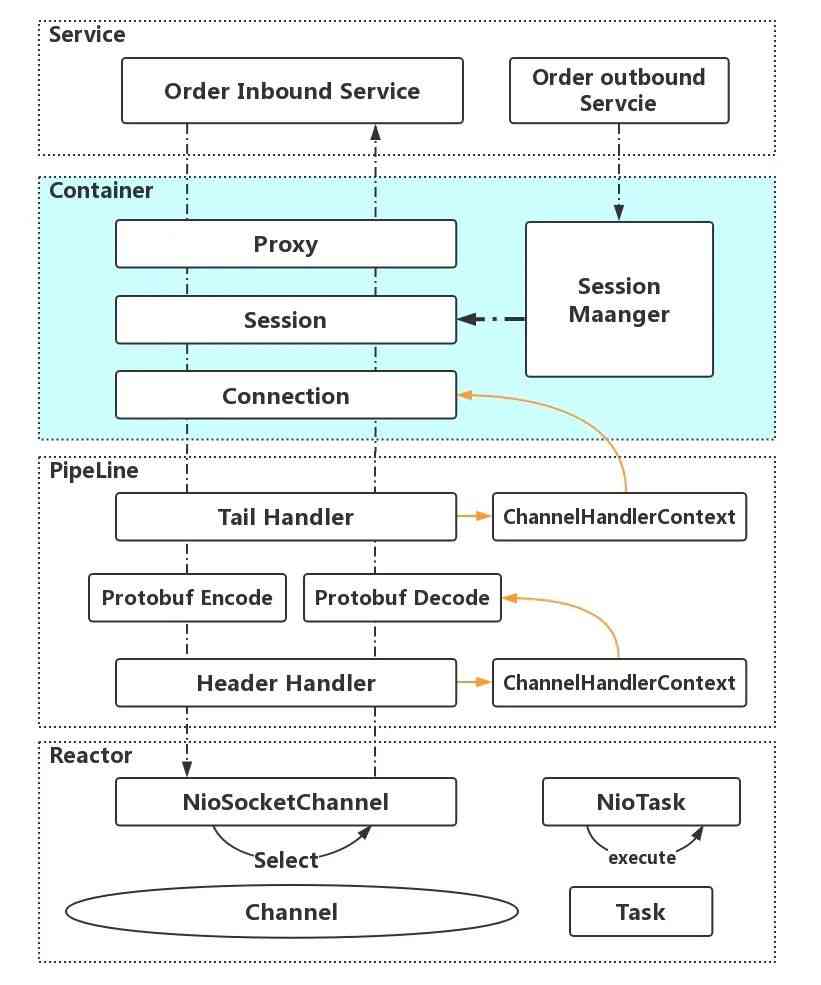 Service
Order Inbound Service
Order outbound
Servcie
Container
Proxy
Session
Session
Maanger
Connection
PipeLine
Tail Handler
ChannelHandlerContext
Protobuf Encode
Protobuf Decode
Header Handler
ChannelHandlerContext
Reactor
NioSocketChannel
NioTask
Select
execute
Channel
Task